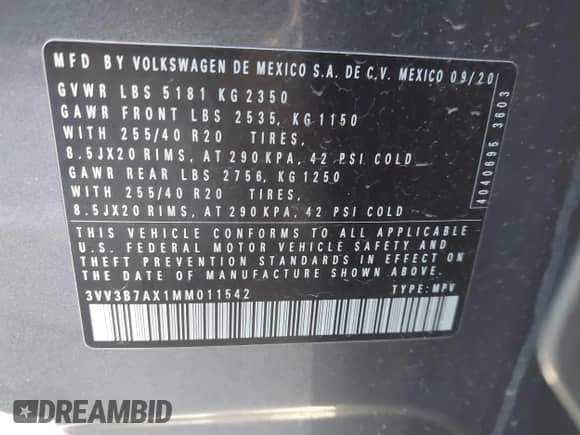 MFD BY VOLKSWAGEN DE MEXICO S.A. DE C.V. MEXICO 09/20
GVWR LBS 5181 KG 2350
GAWR FRONT LBS 2535, KG 1150
WITH 255/40 R20 TIRES,
8.5JX20 RIMS, AT 290 KPA, 42 PSI COLD
GAWR REAR LBS 2756, KG 1250
WITH 255/40 R20 TIRES,
8.5JX20 RIMS, AT 290 KPA, 42 PSI COLD
THIS VEHICLE CONFORMS TO ALL APPLICABLE
U.S. FEDERAL MOTOR VEHICLE SAFETY AND
THEFT PREVENTION STANDARDS IN EFFECT ON
THE DATE OF MANUFACTURE SHOWN ABOVE.
3VV3B7AX1MM011542 TYPE: MPV
4040695 3603
DREAMBID